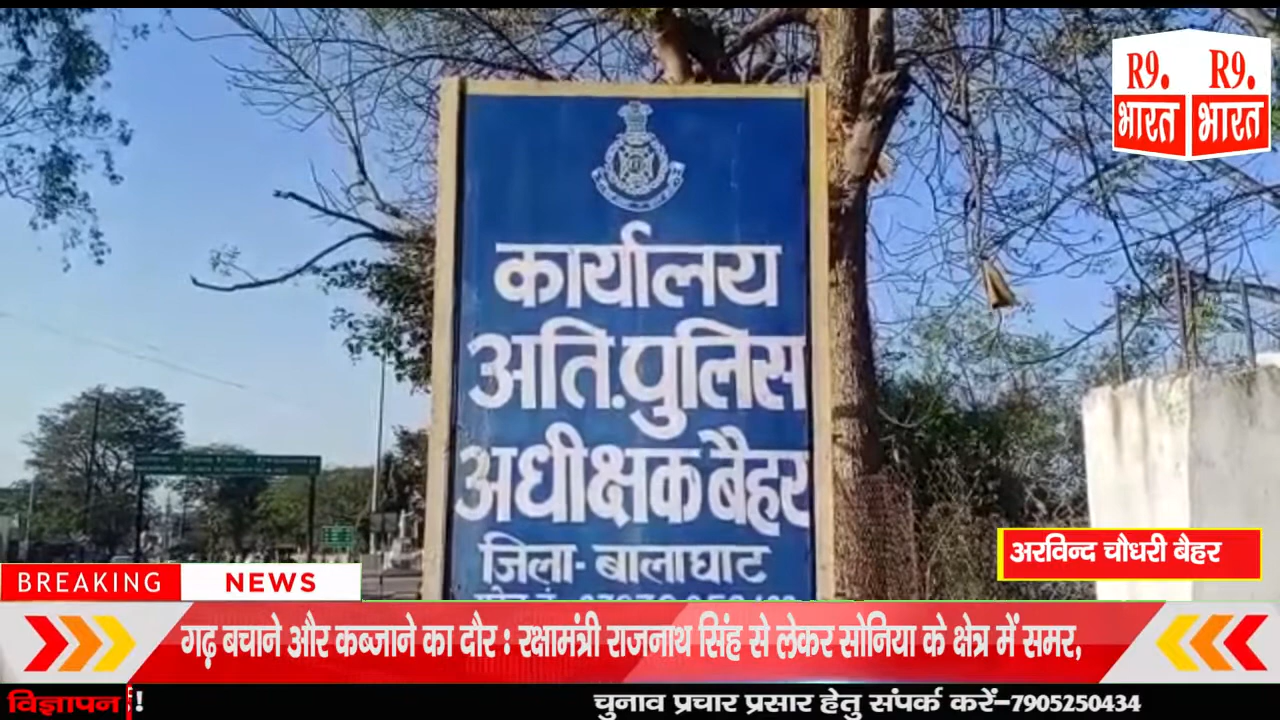 R9. R9.
भारत भारत
कार्यालय
अति.पुलिस
अधीक्षक बैहर
जिला- बालाघाट
अरविन्द चौधरी बैहर
BREAKING NEWS
गढ़ बचाने और कब्जाने का दौर : रक्षामंत्री राजनाथ सिंह से लेकर सोनिया के क्षेत्र में समर,
विज्ञापन !
चुनाव प्रचार प्रसार हेतु संपर्क करें-7905250434